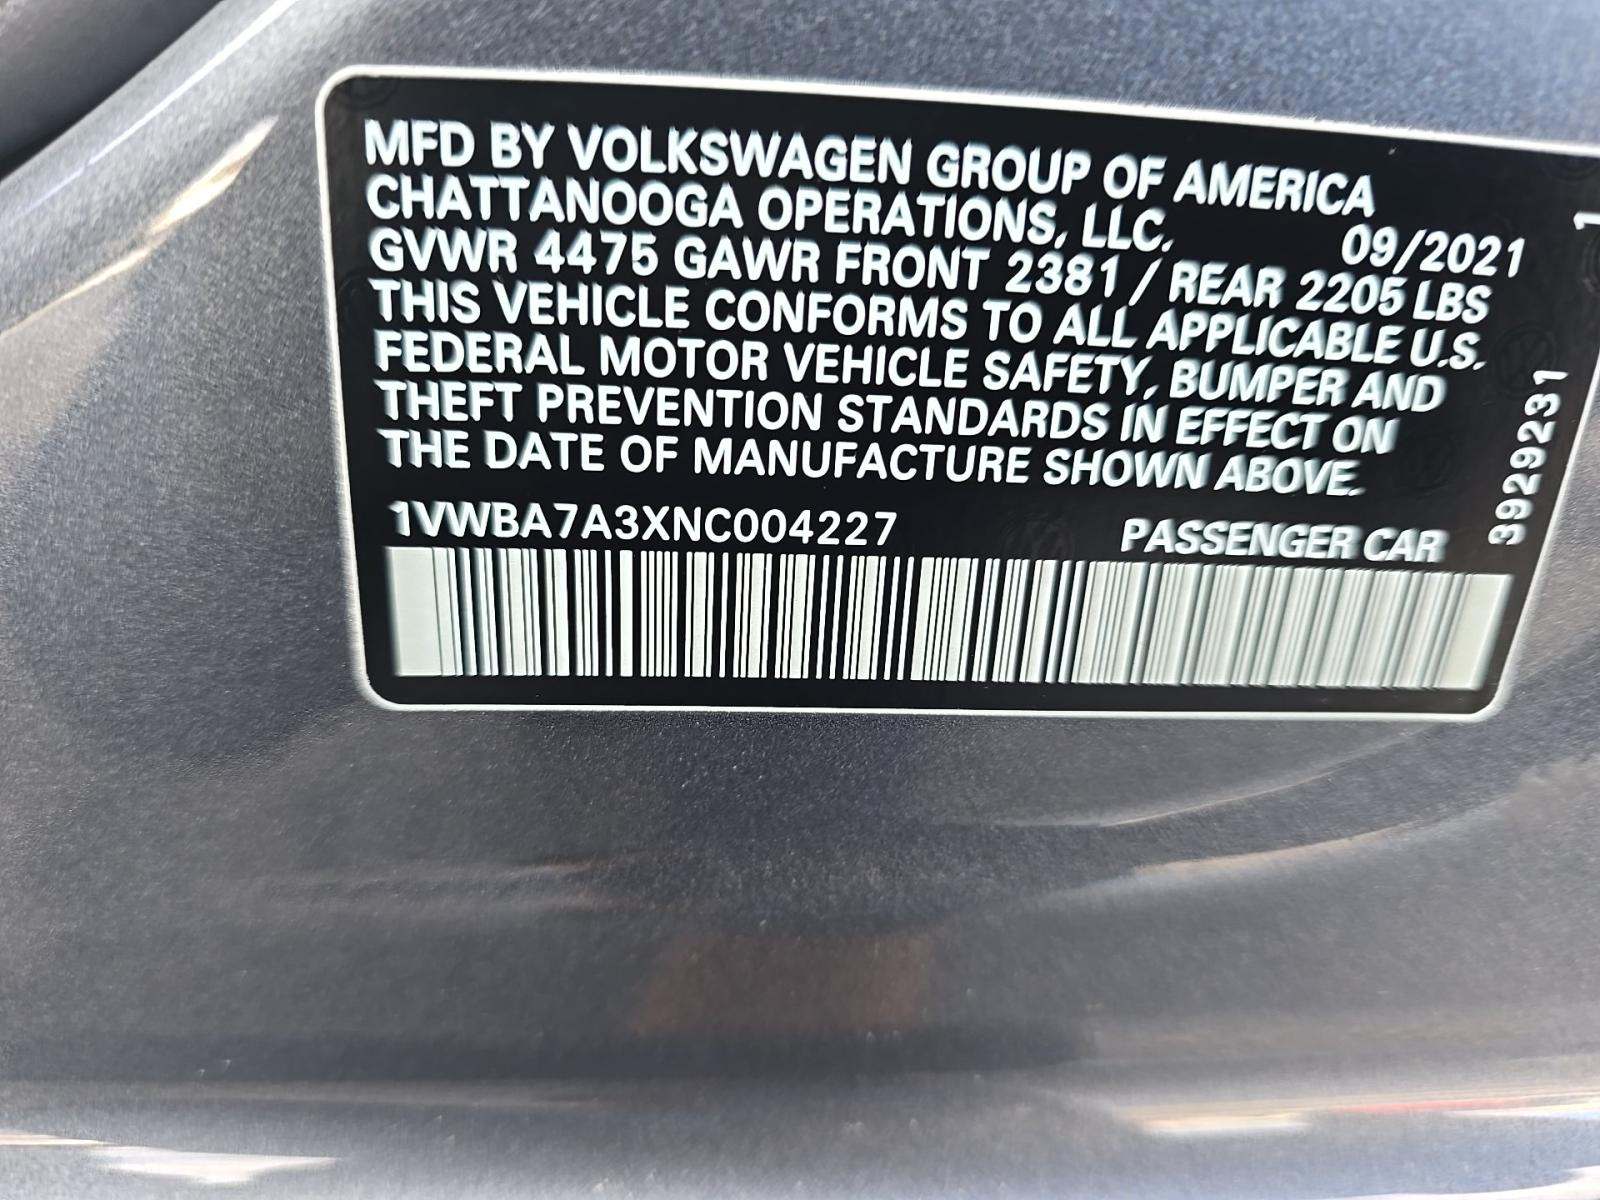 MFD BY VOLKSWAGEN GROUP OF AMERICA
CHATTANOOGA OPERATIONS, LLC. 09/2021
GVWR 4475 GAWR FRONT 2381 / REAR 2205 LBS
THIS VEHICLE CONFORMS TO ALL APPLICABLE U.S.
FEDERAL MOTOR VEHICLE SAFETY, BUMPER AND
THEFT PREVENTION STANDARDS IN EFFECT ON
THE DATE OF MANUFACTURE SHOWN ABOVE.
1VWBA7A3XNC004227 PASSENGER CAR
3929231
1